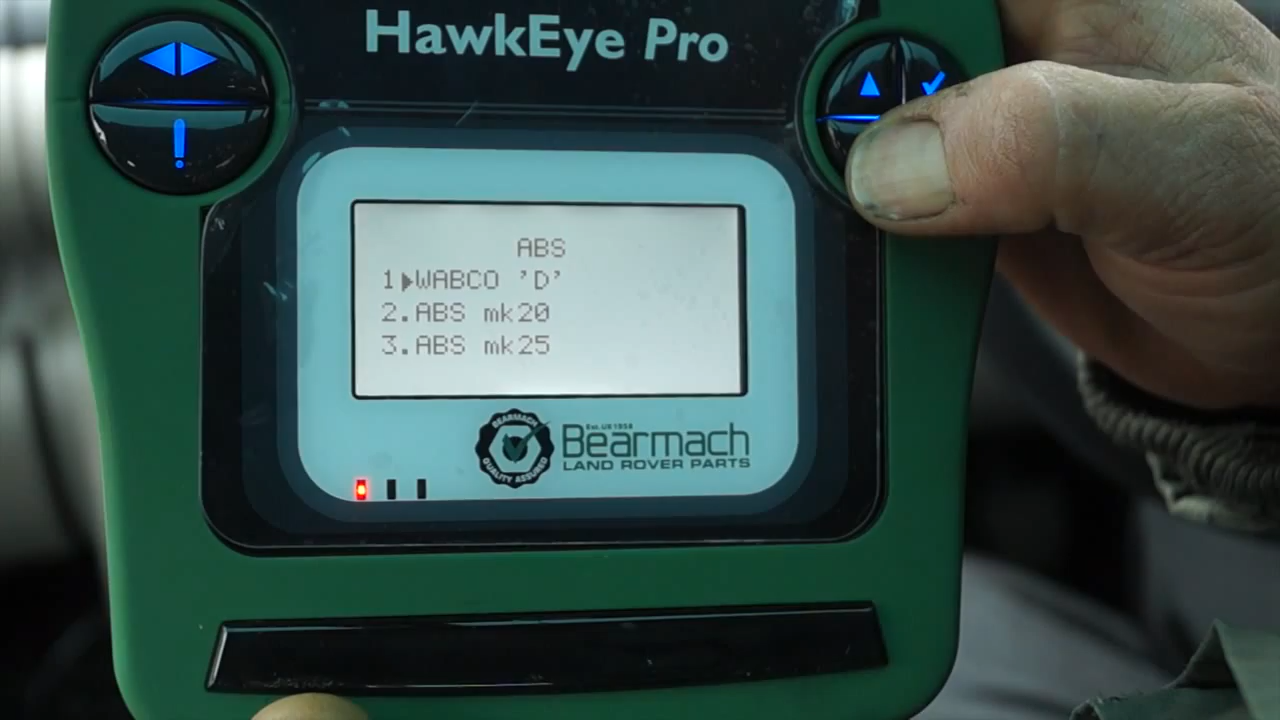 HawkEye Pro
ABS
1▶WABCO 'D'
2.ABS mk20
3.ABS mk25
BEARMACH
QUALITY ASSURED
Est. UK 1958
Bearmach
LAND ROVER PARTS